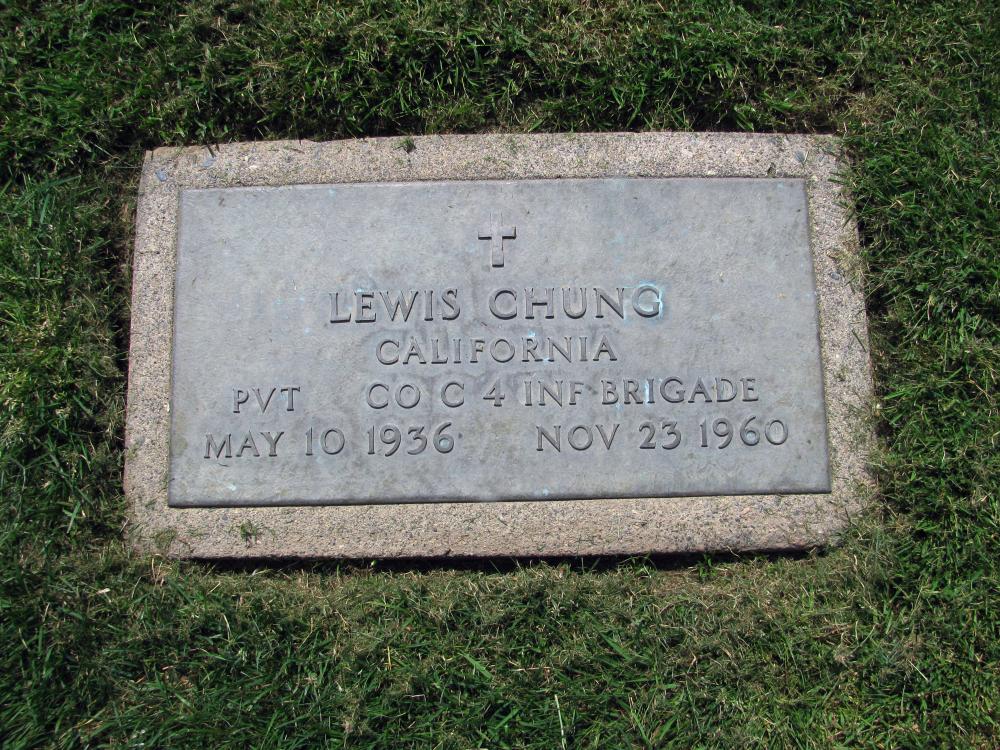 LEWIS CHUNG
CALIFORNIA
PVT CO C 4 INF BRIGADE
MAY 10 1936 NOV 23 1960